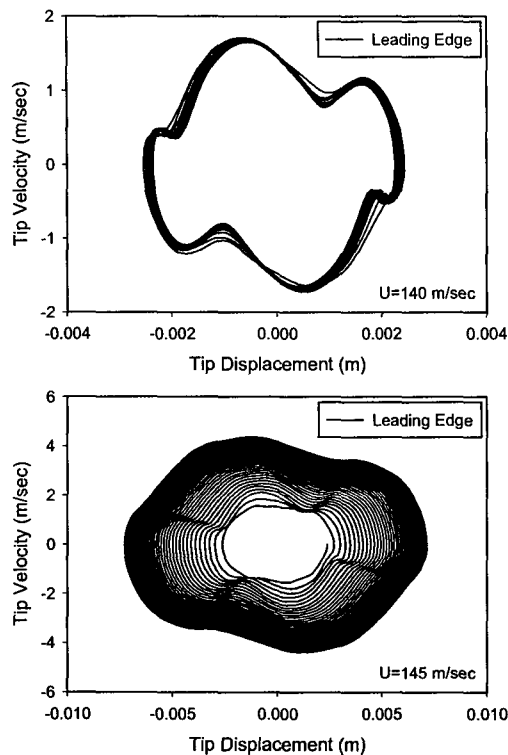 2
Leading Edge
1
0
-1
-2
Tip Velocity (m/sec)
U=140 m/sec
-0.004
-0.002
0.000
0.002
0.004
Tip Displacement (m)
6
Leading Edge
4
2
0
-2
-4
-6
Tip Velocity (m/sec)
U=145 m/sec
-0.010
-0.005
0.000
0.005
0.010
Tip Displacement (m)